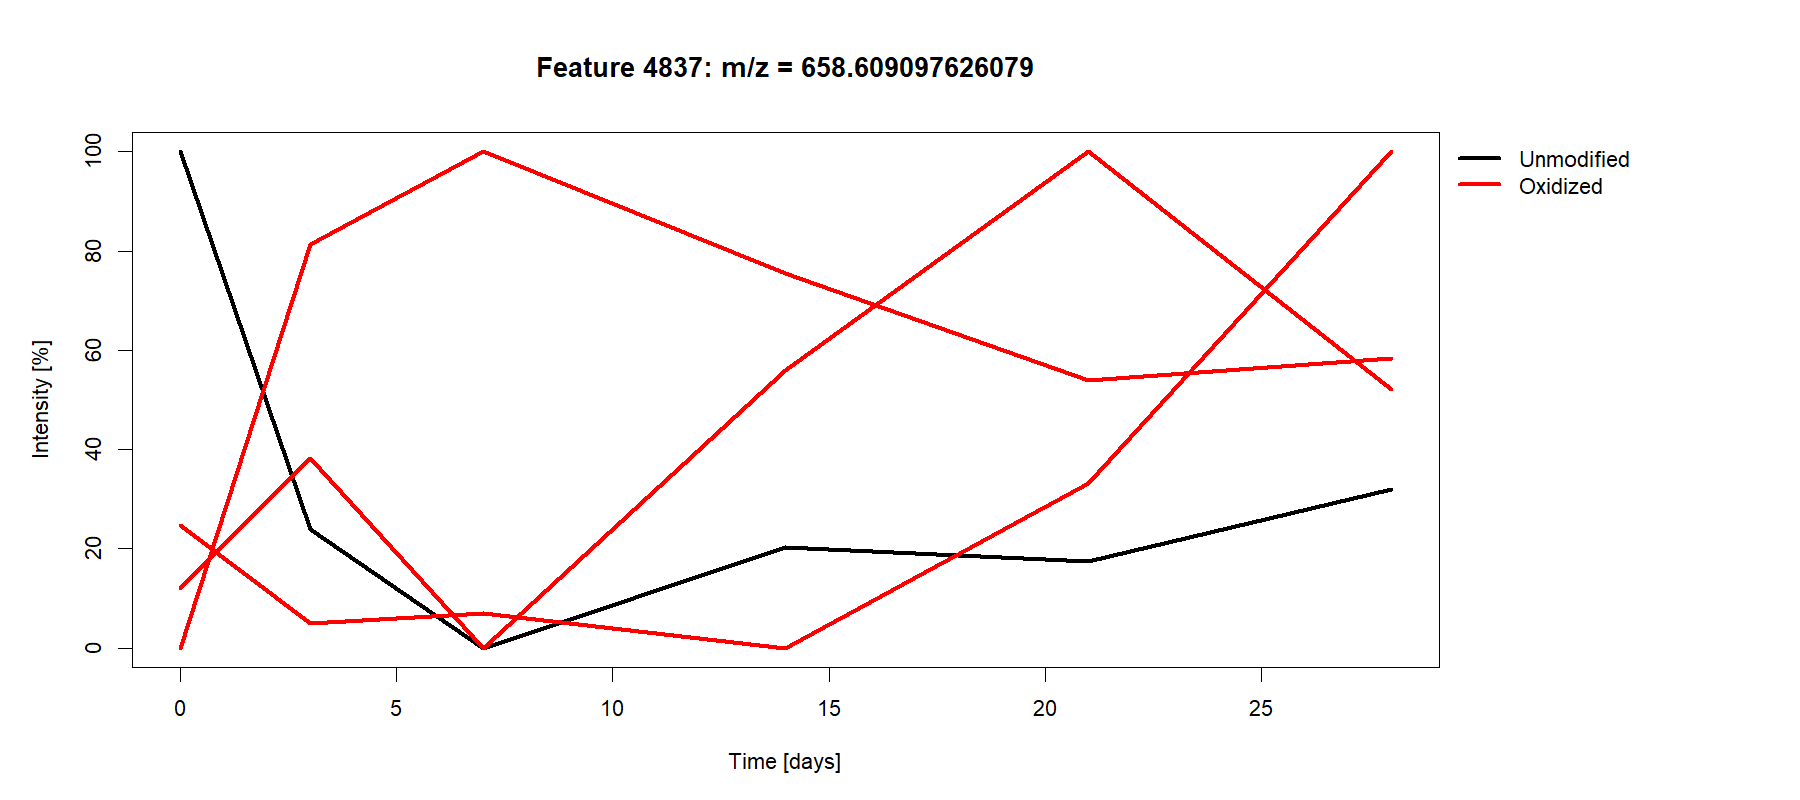 Feature 4837: m/z = 658.609097626079
Unmodified
Oxidized
Intensity [%]
100
80
60
40
20
0
0 5 10 15 20 25
Time [days]